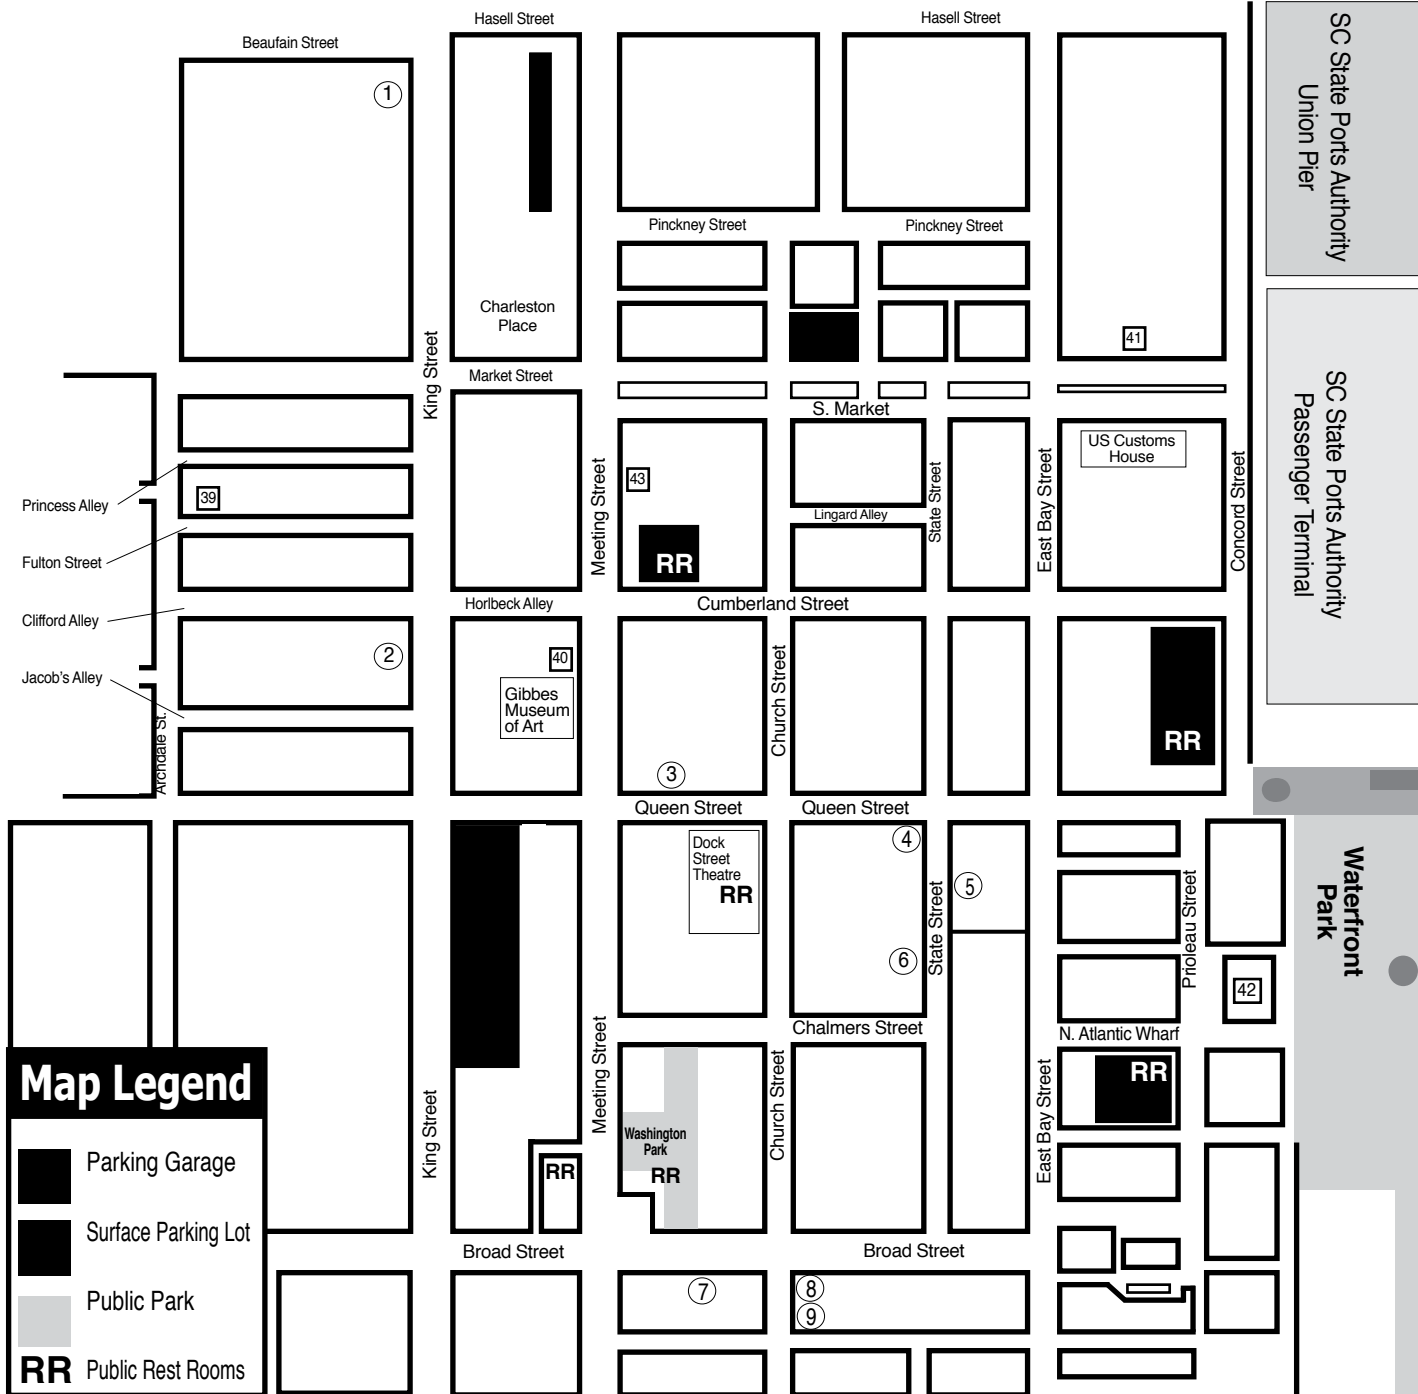 Hasell Street
Hasell Street
Beaufain Street
1
SC State Ports Authority
Union Pier
Pinckney Street
Pinckney Street
Charleston
Place
King Street
41
Market Street
S. Market
SC State Ports Authority
Passenger Terminal
US Customs
House
Princess Alley
39
43
Meeting Street
State Street
East Bay Street
Concord Street
Lingard Alley
RR
Fulton Street
Horlbeck Alley
Cumberland Street
Clifford Alley
2
40
Church Street
Jacob's Alley
Gibbes
Museum
of Art
RR
Archdale St.
3
Queen Street
Queen Street
Dock
Street
Theatre
RR
4
5
State Street
6
Prioleau Street
Waterfront
Park
42
Chalmers Street
N. Atlantic Wharf
Map Legend
King Street
Meeting Street
Church Street
East Bay Street
RR
Washington
Park
RR
RR
Parking Garage
Surface Parking Lot
Public Park
RR Public Rest Rooms
Broad Street
Broad Street
7
8
9